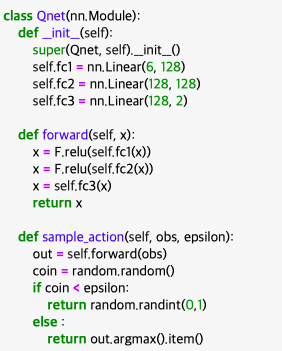 class Qnet(nn.Module):
    def __init__(self):
        super(Qnet, self).__init__()
        self.fc1 = nn.Linear(6, 128)
        self.fc2 = nn.Linear(128, 128)
        self.fc3 = nn.Linear(128, 2)

    def forward(self, x):
        x = F.relu(self.fc1(x))
        x = F.relu(self.fc2(x))
        x = self.fc3(x)
        return x

    def sample_action(self, obs, epsilon):
        out = self.forward(obs)
        coin = random.random()
        if coin < epsilon:
            return random.randint(0,1)
        else :
            return out.argmax().item()